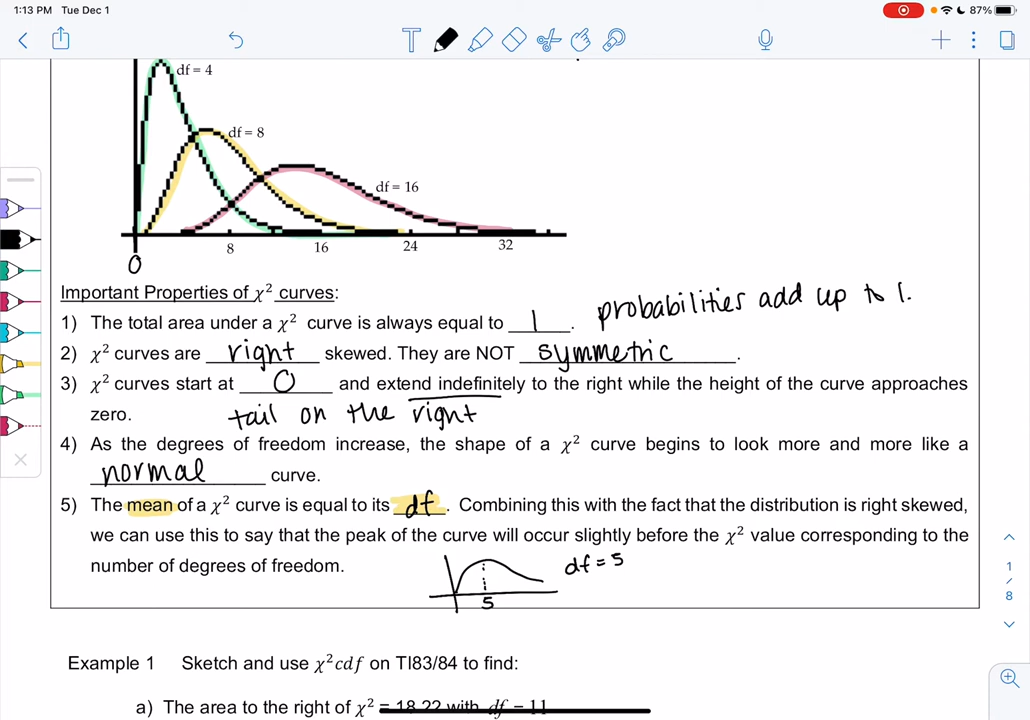 1:13 PM Tue Dec 1
87%
df = 4
df = 8
df = 16
8 16 24 32
0
Important Properties of χ² curves:
probabilities add up to 1.
1) The total area under a χ² curve is always equal to 1.
2) χ² curves are right skewed. They are NOT symmetric.
3) χ² curves start at 0 and extend indefinitely to the right while the height of the curve approaches
zero. tail on the right
4) As the degrees of freedom increase, the shape of a χ² curve begins to look more and more like a
normal curve.
5) The mean of a χ² curve is equal to its df. Combining this with the fact that the distribution is right skewed,
we can use this to say that the peak of the curve will occur slightly before the χ² value corresponding to the
number of degrees of freedom.
df = 5
5
1
/
8
Example 1 Sketch and use χ²cdf on TI83/84 to find:
a) The area to the right of χ² = 18.22 with df = 11